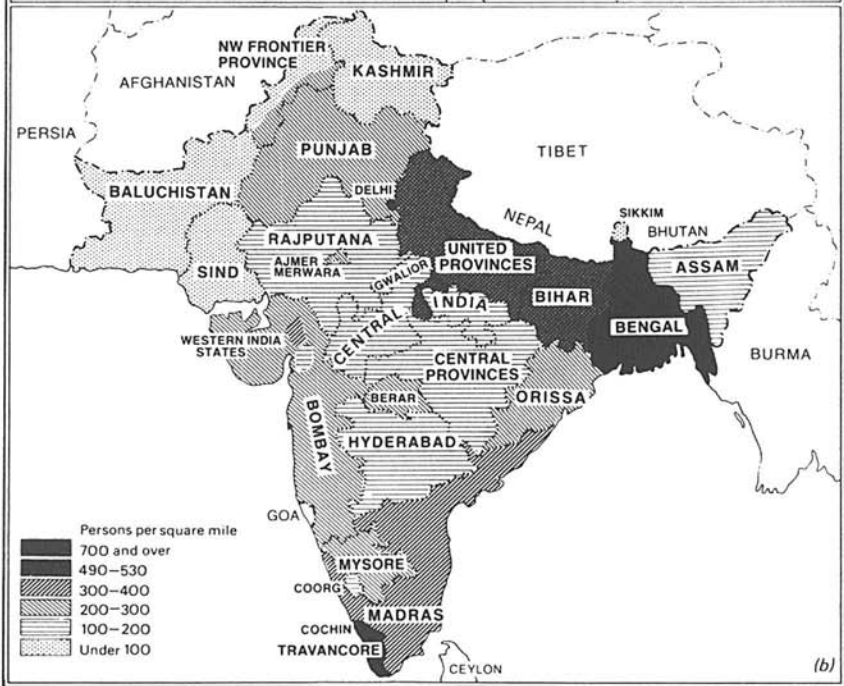 NW FRONTIER
PROVINCE
AFGHANISTAN
KASHMIR
PERSIA
PUNJAB
TIBET
BALUCHISTAN
DELHI
NEPAL
SIKKIM
BHUTAN
RAJPUTANA
UNITED
PROVINCES
AJMER
MERWARA
SIND
GWALIOR
ASSAM
INDIA
BIHAR
BENGAL
CENTRAL
WESTERN INDIA
STATES
CENTRAL
PROVINCES
BURMA
BERAR
ORISSA
BOMBAY
HYDERABAD
GOA
MYSORE
COORG
MADRAS
COCHIN
TRAVANCORE
CEYLON
Persons per square mile
700 and over
490–530
300–400
200–300
100–200
Under 100
(b)